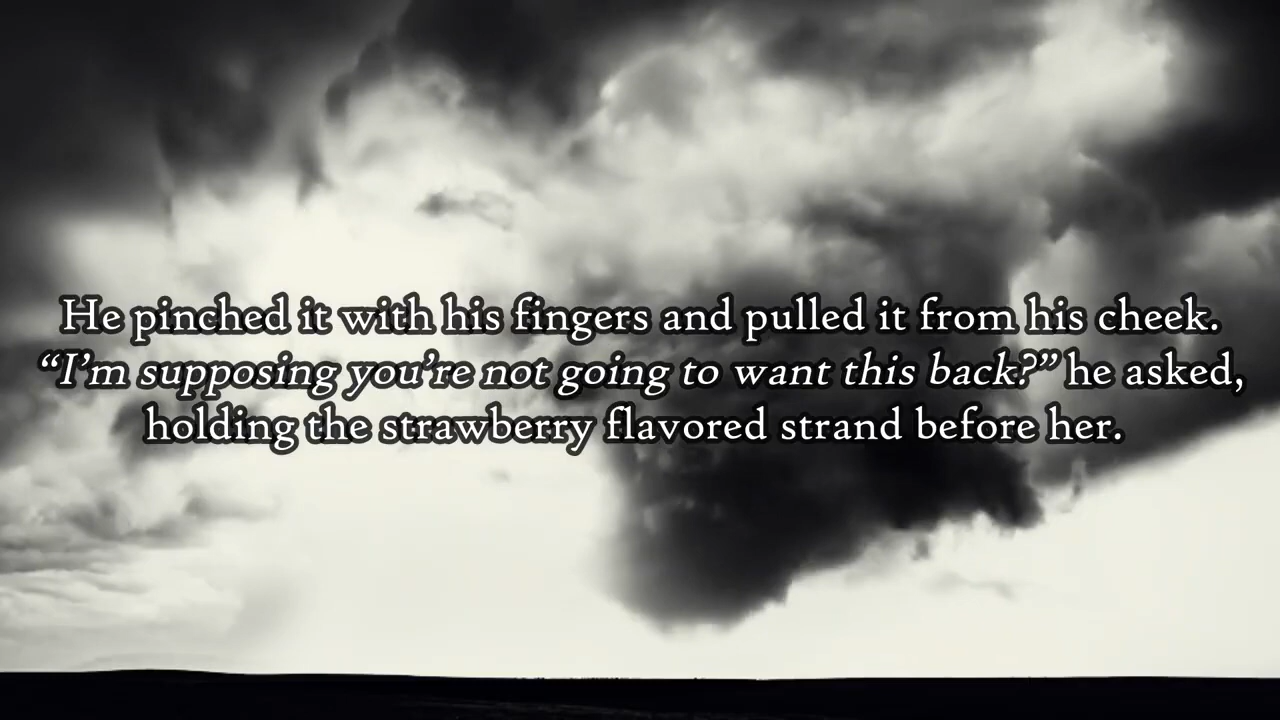 He pinched it with his fingers and pulled it from his cheek.
“I’m supposing you’re not going to want this back?” he asked,
holding the strawberry flavored strand before her.